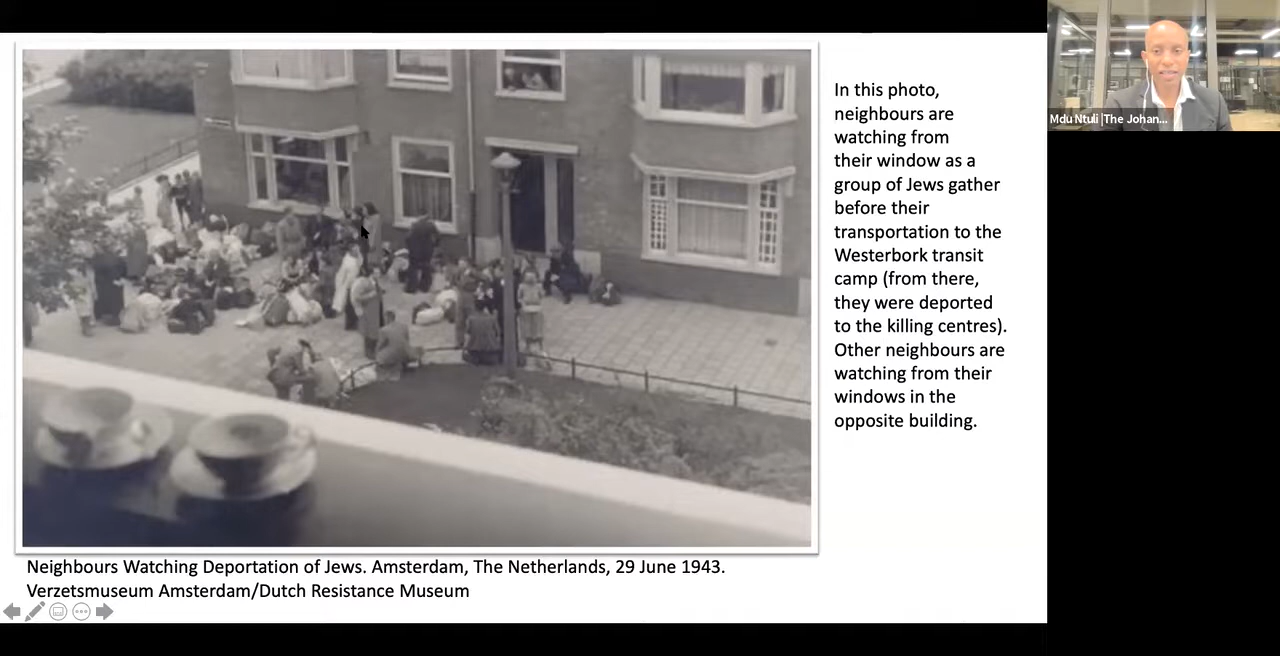 In this photo,
neighbours are
watching from
their window as a
group of Jews gather
before their
transportation to the
Westerbork transit
camp (from there,
they were deported
to the killing centres).
Other neighbours are
watching from their
windows in the
opposite building.
Neighbours Watching Deportation of Jews. Amsterdam, The Netherlands, 29 June 1943.
Verzetsmuseum Amsterdam/Dutch Resistance Museum
Mdu Ntuli |The Johan...